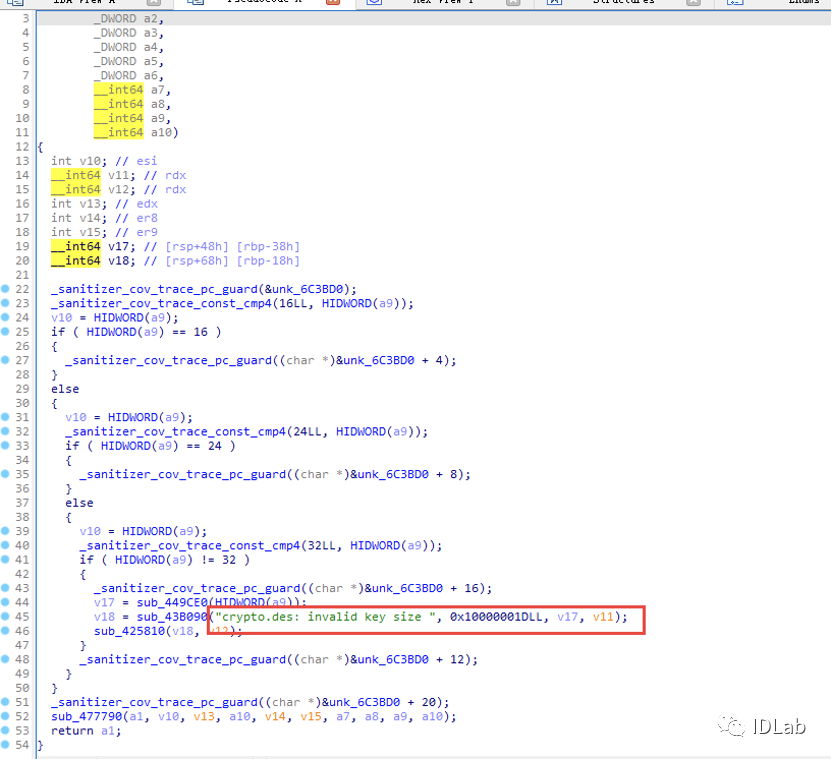 IDA View-A Pseudocode-A Hex View-1 Structures Enums
3 _DWORD a2,
4 _DWORD a3,
5 _DWORD a4,
6 _DWORD a5,
7 _DWORD a6,
8 __int64 a7,
9 __int64 a8,
10 __int64 a9,
11 __int64 a10)
12 {
13 int v10; // esi
14 __int64 v11; // rdx
15 __int64 v12; // rdx
16 int v13; // edx
17 int v14; // er8
18 int v15; // er9
19 __int64 v17; // [rsp+48h] [rbp-38h]
20 __int64 v18; // [rsp+68h] [rbp-18h]
21
22 _sanitizer_cov_trace_pc_guard(&unk_6C3BD0);
23 _sanitizer_cov_trace_const_cmp4(16LL, HIDWORD(a9));
24 v10 = HIDWORD(a9);
25 if ( HIDWORD(a9) == 16 )
26 {
27 _sanitizer_cov_trace_pc_guard((char *)&unk_6C3BD0 + 4);
28 }
29 else
30 {
31 v10 = HIDWORD(a9);
32 _sanitizer_cov_trace_const_cmp4(24LL, HIDWORD(a9));
33 if ( HIDWORD(a9) == 24 )
34 {
35 _sanitizer_cov_trace_pc_guard((char *)&unk_6C3BD0 + 8);
36 }
37 else
38 {
39 v10 = HIDWORD(a9);
40 _sanitizer_cov_trace_const_cmp4(32LL, HIDWORD(a9));
41 if ( HIDWORD(a9) != 32 )
42 {
43 _sanitizer_cov_trace_pc_guard((char *)&unk_6C3BD0 + 16);
44 v17 = sub_449CE0(HIDWORD(a9));
45 v18 = sub_43B090("crypto.des: invalid key size ", 0x10000001DLL, v17, v11);
46 sub_425810(v18, v12);
47 }
48 _sanitizer_cov_trace_pc_guard((char *)&unk_6C3BD0 + 12);
49 }
50 }
51 _sanitizer_cov_trace_pc_guard((char *)&unk_6C3BD0 + 20);
52 sub_477790(a1, v10, v13, a10, v14, v15, a7, a8, a9, a10);
53 return a1;
54 }
IDLab